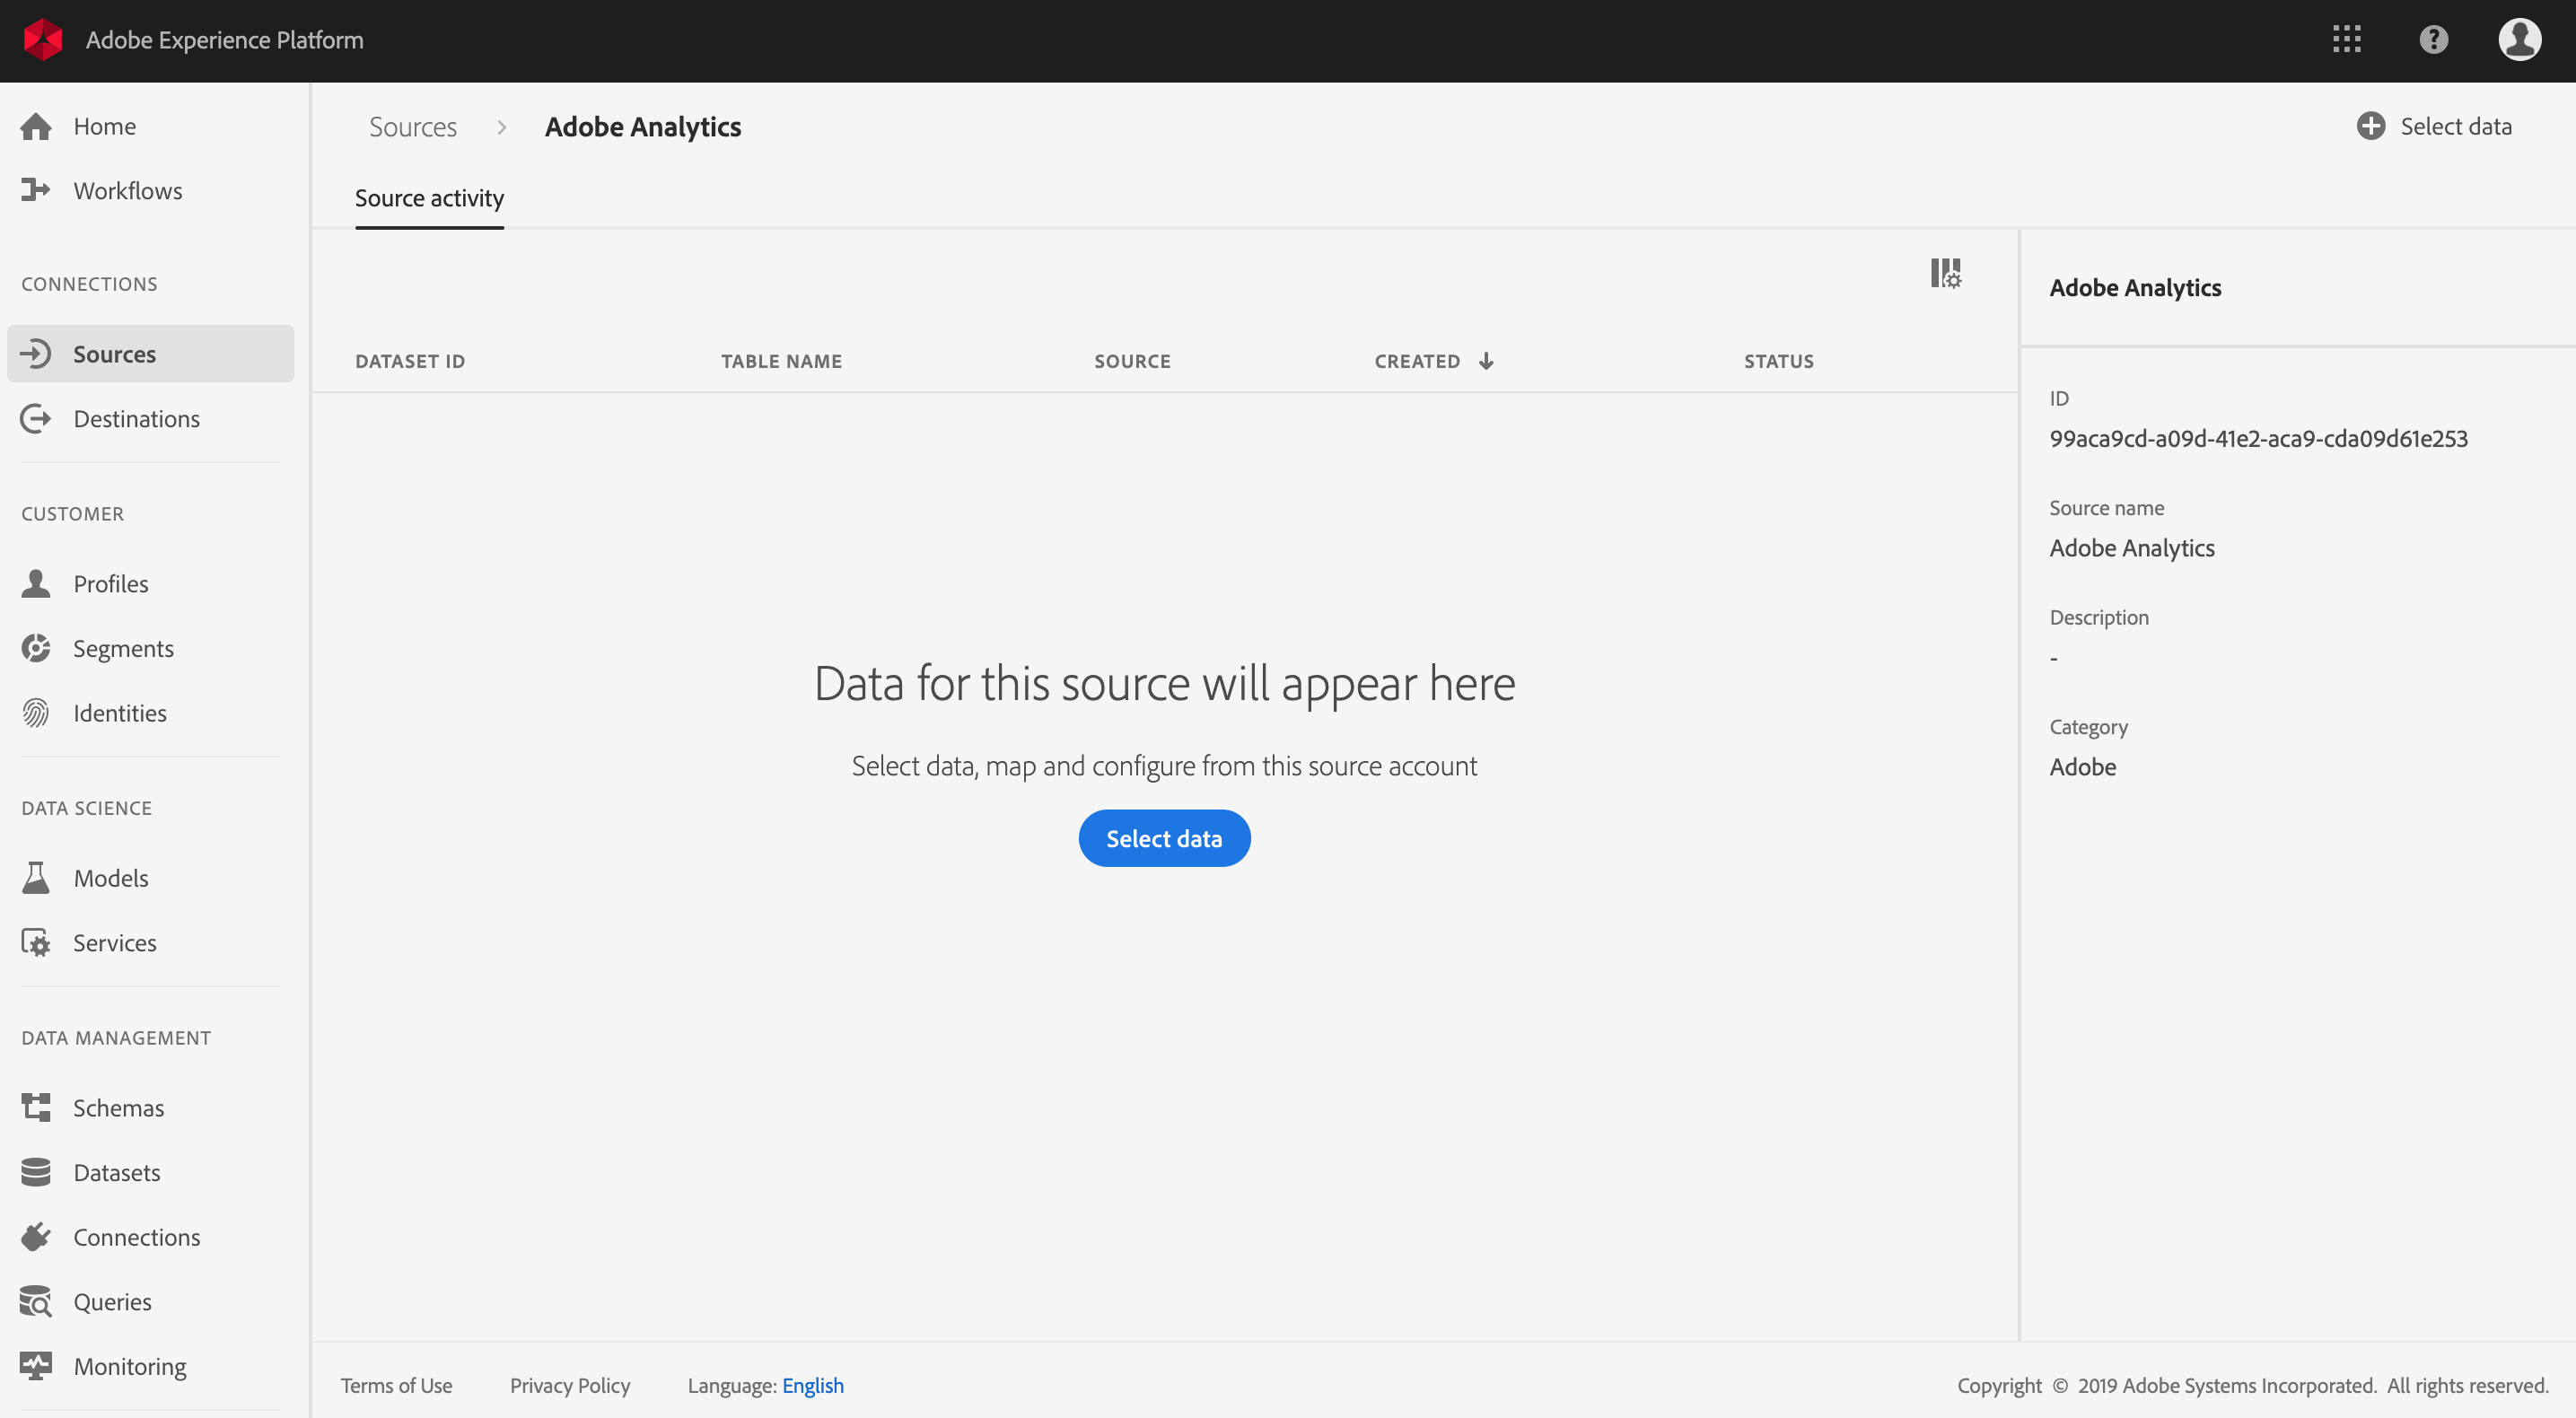 Adobe Experience Platform
?
Home
Workflows
CONNECTIONS
Sources
Destinations
CUSTOMER
Profiles
Segments
Identities
DATA SCIENCE
Models
Services
DATA MANAGEMENT
Schemas
Datasets
Connections
Queries
Monitoring
Sources > Adobe Analytics
Select data
Source activity
DATASET ID TABLE NAME SOURCE CREATED ↓ STATUS
Data for this source will appear here
Select data, map and configure from this source account
Select data
Adobe Analytics
ID
99aca9cd-a09d-41e2-aca9-cda09d61e253
Source name
Adobe Analytics
Description
-
Category
Adobe
Terms of Use Privacy Policy Language: English Copyright © 2019 Adobe Systems Incorporated. All rights reserved.